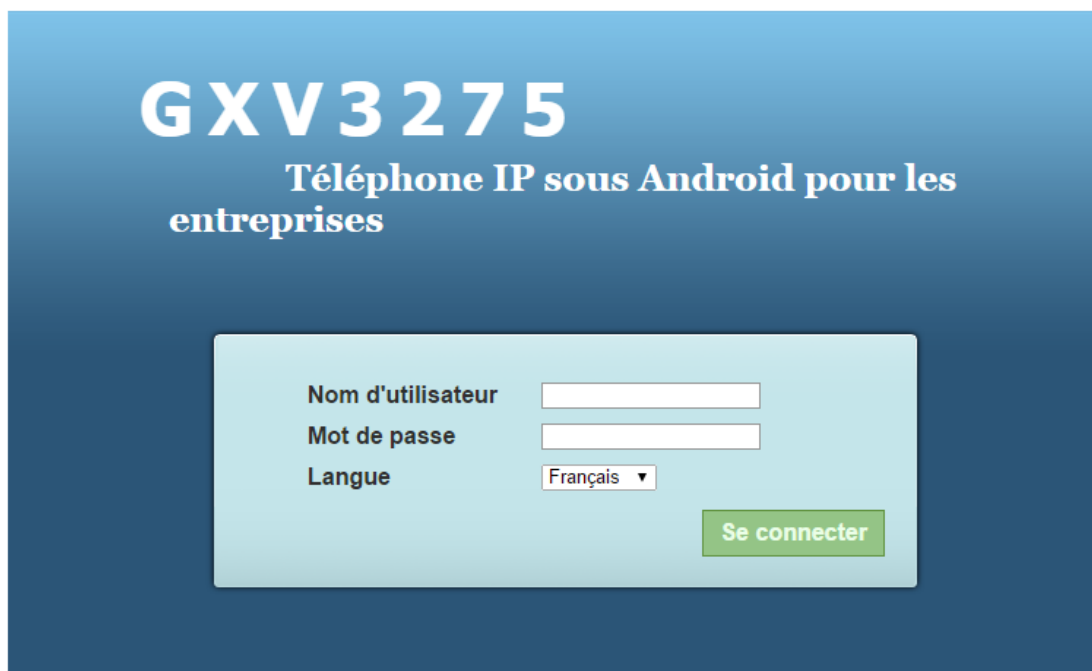 GXV3275
Téléphone IP sous Android pour les
entreprises
Nom d'utilisateur
Mot de passe
Langue Français
Se connecter